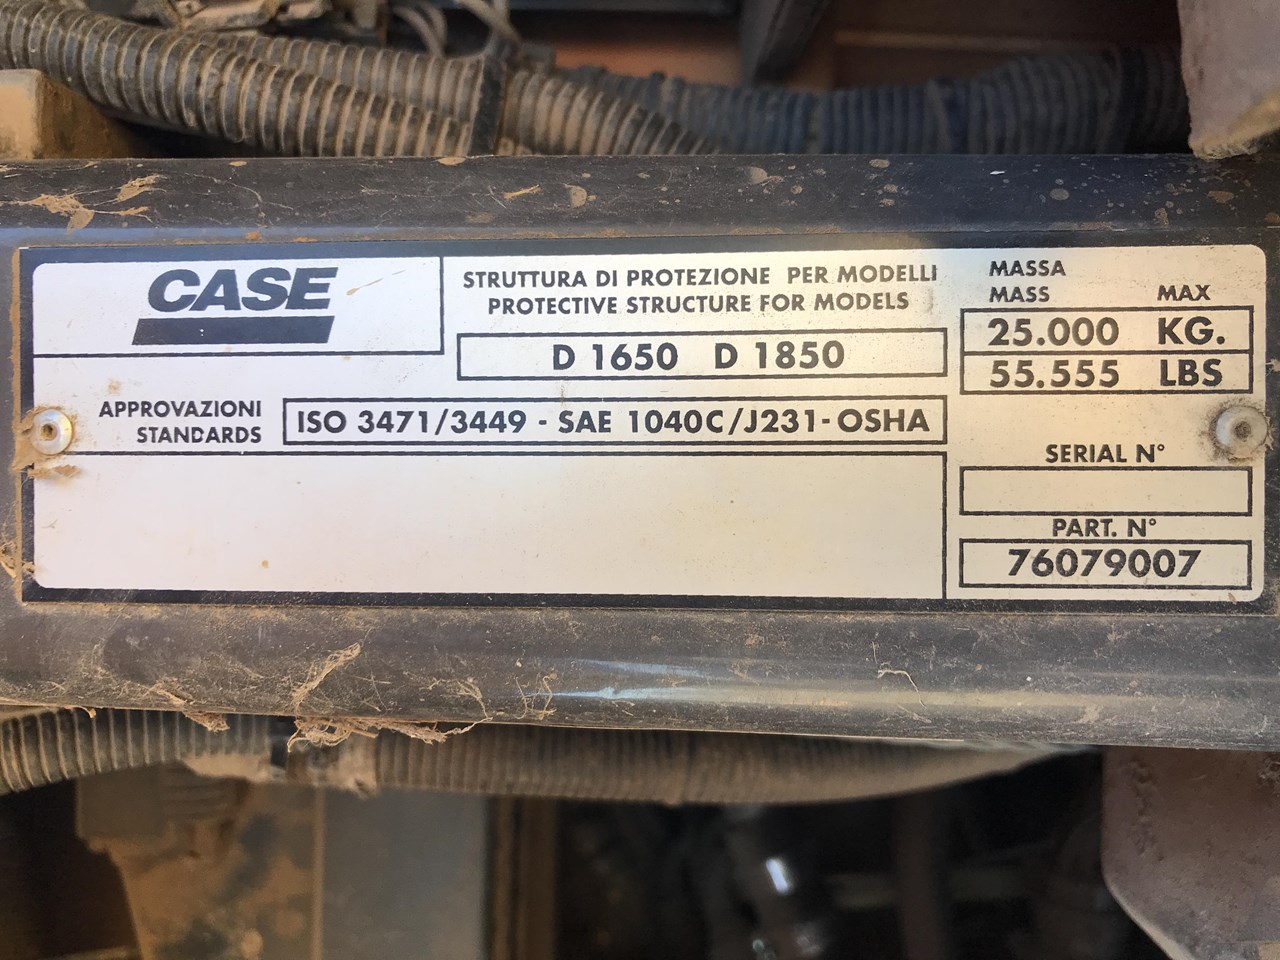 CASE
STRUTTURA DI PROTEZIONE PER MODELLI
PROTECTIVE STRUCTURE FOR MODELS
D 1650 D 1850
MASSA
MASS MAX
25.000 KG.
55.555 LBS
APPROVAZIONI
STANDARDS
ISO 3471/3449 - SAE 1040C/J231-OSHA
SERIAL N°
PART. N°
76079007